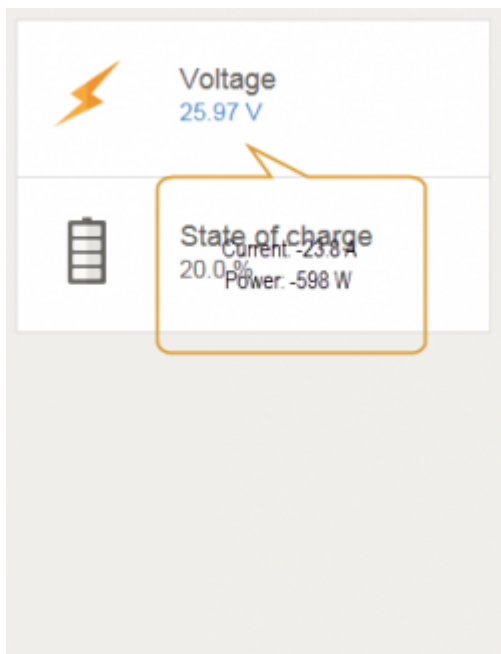 Voltage
25.97 V
State of charge
20.0 %
Current: -23.8 A
Power: -598 W